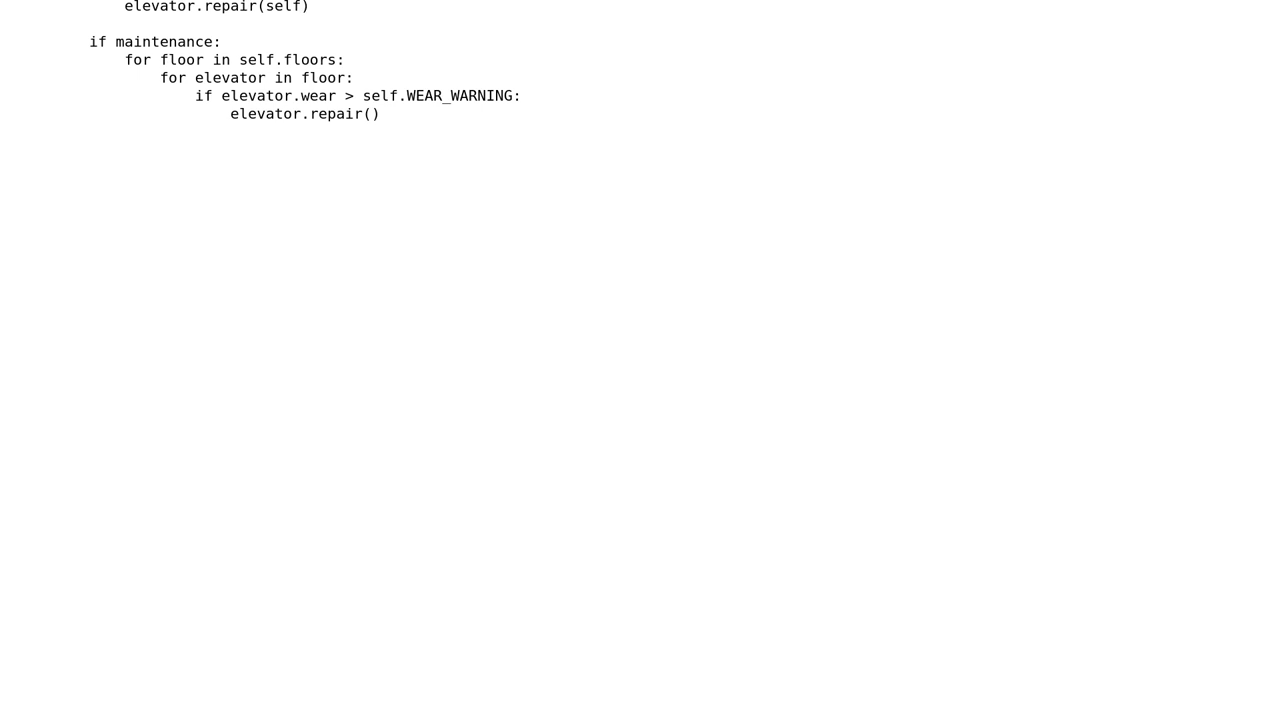 elevator.repair(self)

        if maintenance:
            for floor in self.floors:
                for elevator in floor:
                    if elevator.wear > self.WEAR_WARNING:
                        elevator.repair()